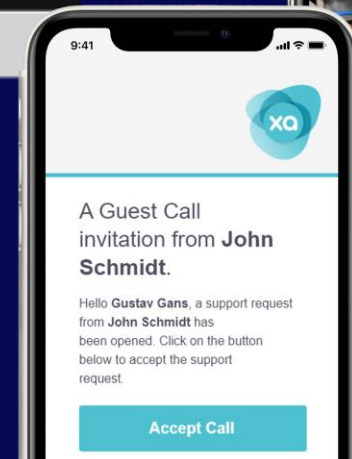 9:41
xa
A Guest Call
invitation from John
Schmidt.
Hello Gustav Gans, a support request
from John Schmidt has
been opened. Click on the button
below to accept the support
request.
Accept Call